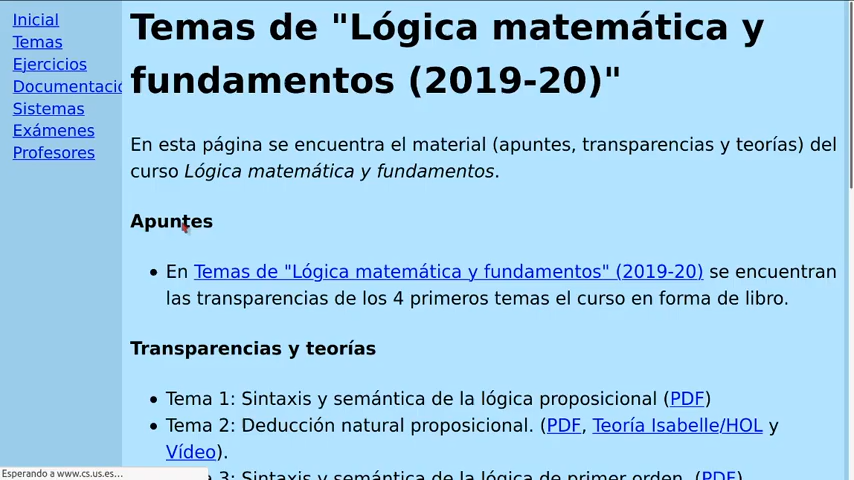 Inicial
Temas
Ejercicios
Documentació
Sistemas
Exámenes
Profesores
Temas de "Lógica matemática y
fundamentos (2019-20)"
En esta página se encuentra el material (apuntes, transparencias y teorías) del
curso Lógica matemática y fundamentos.
Apuntes
• En Temas de "Lógica matemática y fundamentos" (2019-20) se encuentran
las transparencias de los 4 primeros temas el curso en forma de libro.
Transparencias y teorías
• Tema 1: Sintaxis y semántica de la lógica proposicional (PDF)
• Tema 2: Deducción natural proposicional. (PDF, Teoría Isabelle/HOL y
Vídeo).
3: Sintaxis y semántica de la lógica de primer orden. (PDF)
Esperando a www.cs.us.es...